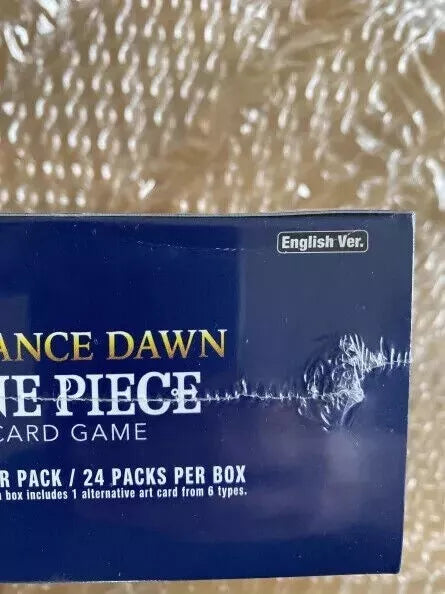 English Ver.
ANCE DAWN
NE PIECE
CARD GAME
R PACK / 24 PACKS PER BOX
box includes 1 alternative art card from 6 types.